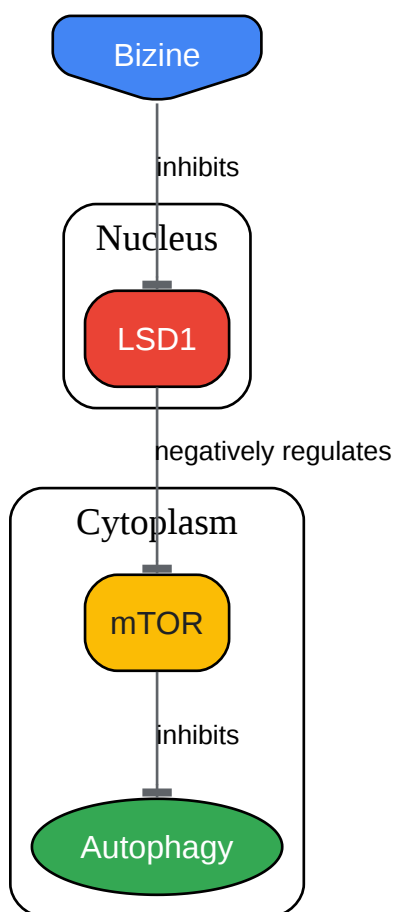 Bizine
inhibits
Nucleus
LSD1
negatively regulates
Cytoplasm
mTOR
inhibits
Autophagy